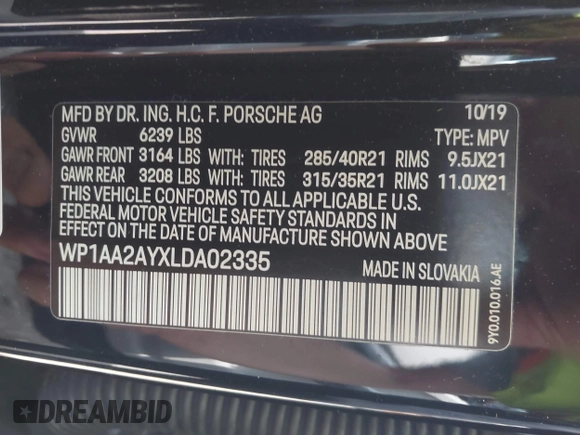 MFD BY DR. ING. H.C. F. PORSCHE AG 10/19
GVWR 6239 LBS TYPE: MPV
GAWR FRONT 3164 LBS WITH: TIRES 285/40R21 RIMS 9.5JX21
GAWR REAR 3208 LBS WITH: TIRES 315/35R21 RIMS 11.0JX21
THIS VEHICLE CONFORMS TO ALL APPLICABLE U.S.
FEDERAL MOTOR VEHICLE SAFETY STANDARDS IN
EFFECT ON THE DATE OF MANUFACTURE SHOWN ABOVE
WP1AA2AYXLDA02335
MADE IN SLOVAKIA
9Y0.010.016.AE
DREAMBID